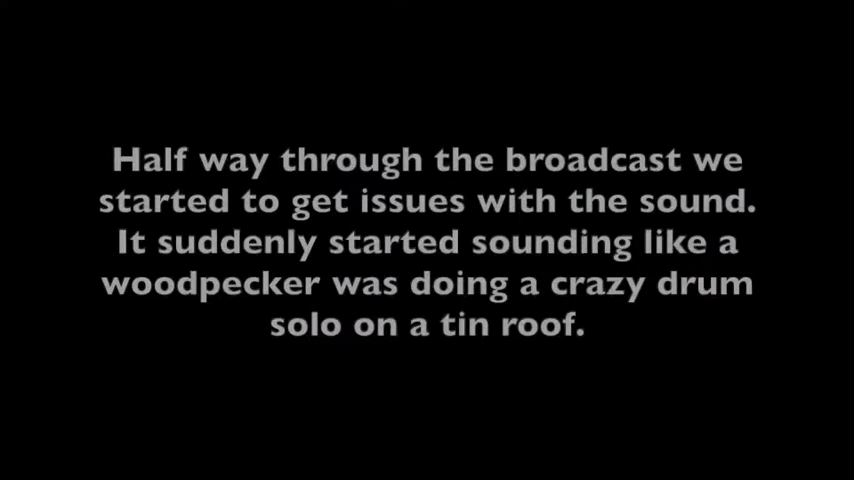 Half way through the broadcast we
started to get issues with the sound.
It suddenly started sounding like a
woodpecker was doing a crazy drum
solo on a tin roof.